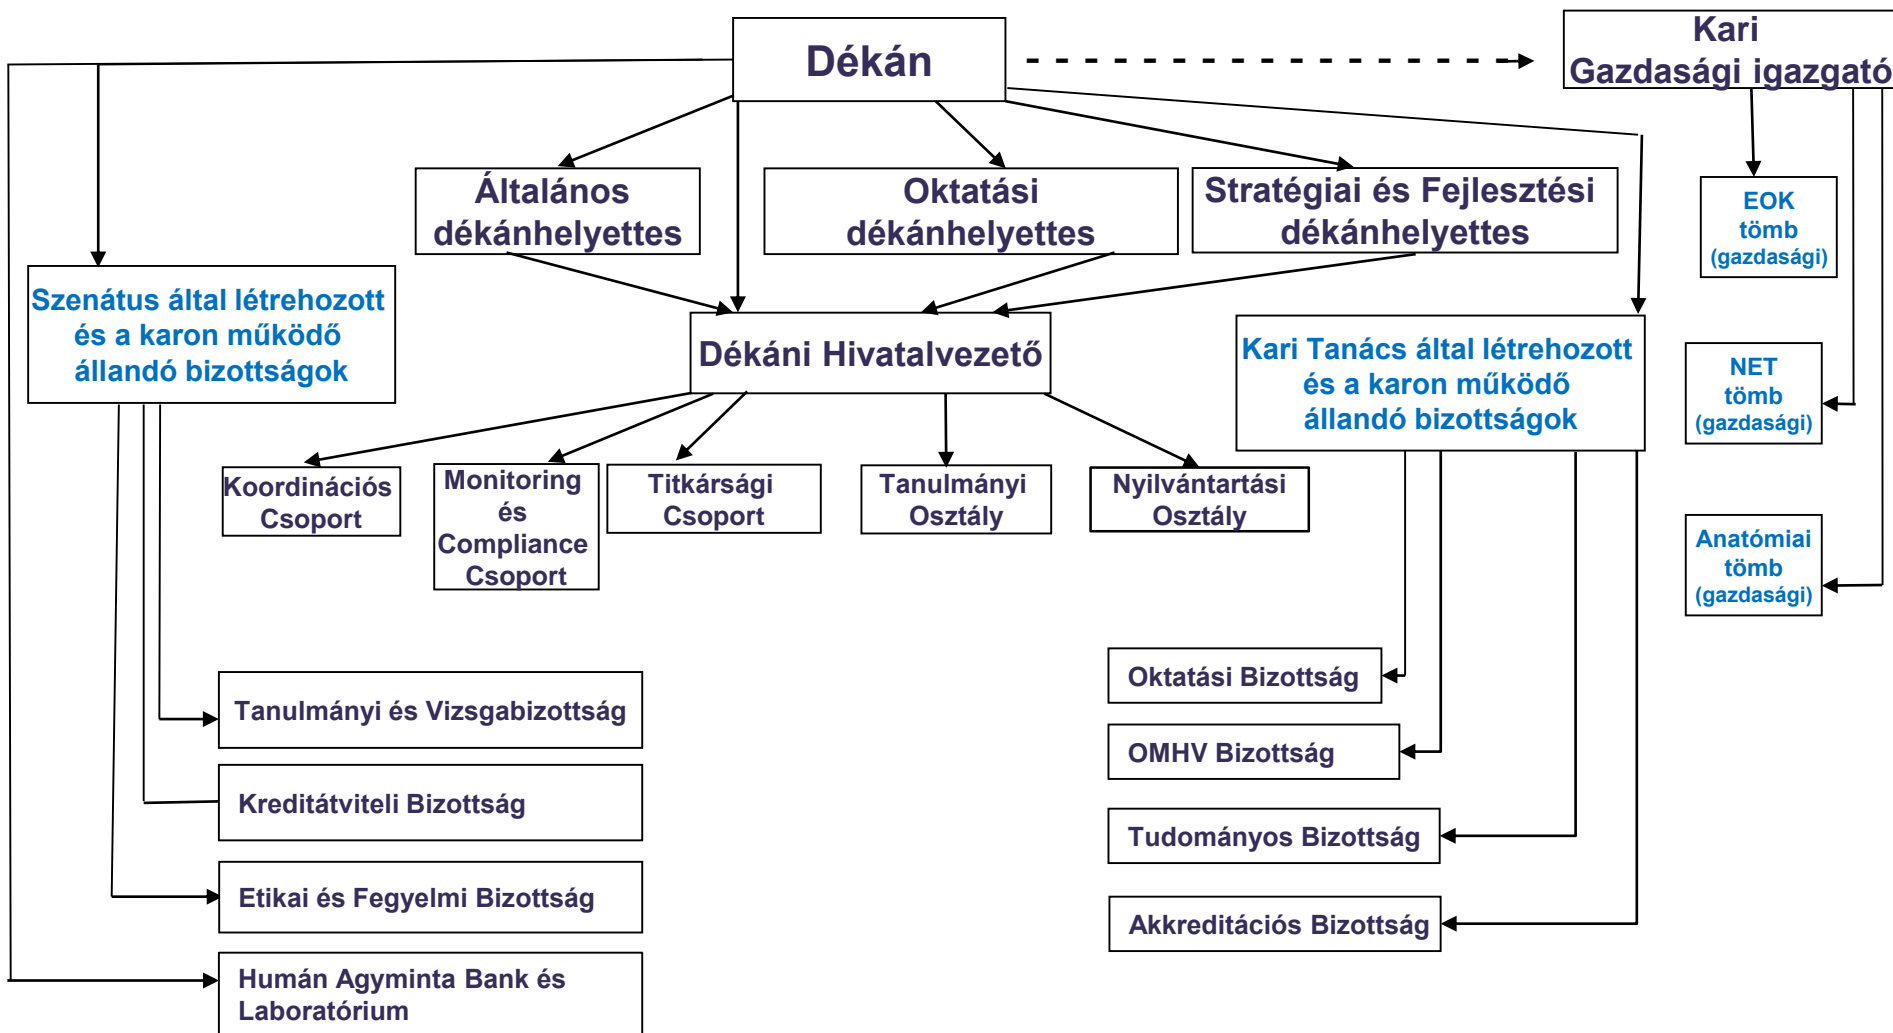 Dékán
Kari
Gazdasági igazgató
Általános
dékánhelyettes
Oktatási
dékánhelyettes
Stratégiai és Fejlesztési
dékánhelyettes
EOK
tömb
(gazdasági)
Szenátus által létrehozott
és a karon működő
állandó bizottságok
Dékáni Hivatalvezető
Kari Tanács által létrehozott
és a karon működő
állandó bizottságok
NET
tömb
(gazdasági)
Koordinációs
Csoport
Monitoring
és
Compliance
Csoport
Titkársági
Csoport
Tanulmányi
Osztály
Nyilvántartási
Osztály
Anatómiai
tömb
(gazdasági)
Tanulmányi és Vizsgabizottság
Kreditátviteli Bizottság
Etikai és Fegyelmi Bizottság
Humán Agyminta Bank és
Laboratórium
Oktatási Bizottság
OMHV Bizottság
Tudományos Bizottság
Akkreditációs Bizottság